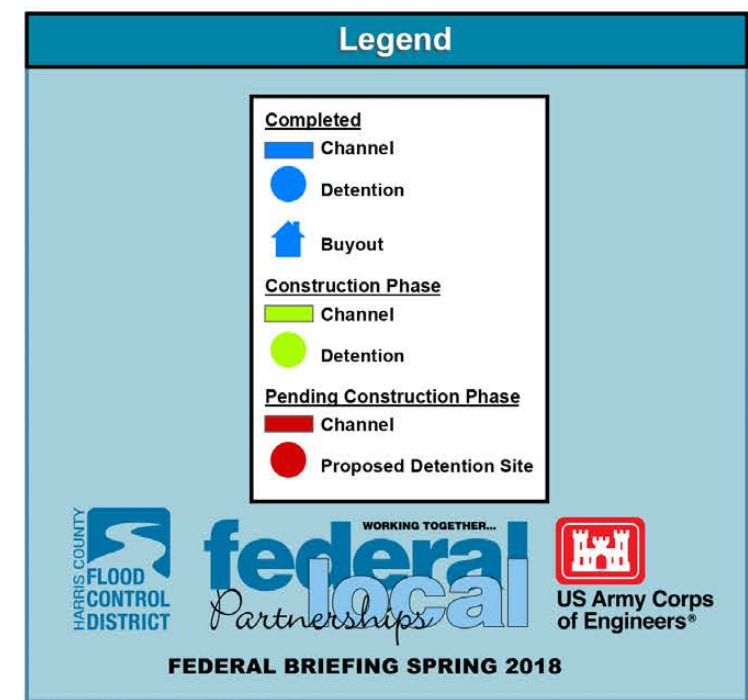 Legend
Completed
Channel
Detention
Buyout
Construction Phase
Channel
Detention
Pending Construction Phase
Channel
Proposed Detention Site
HARRIS COUNTY
FLOOD
CONTROL
DISTRICT
WORKING TOGETHER...
federal
local
Partnerships
US Army Corps
of Engineers®
FEDERAL BRIEFING SPRING 2018